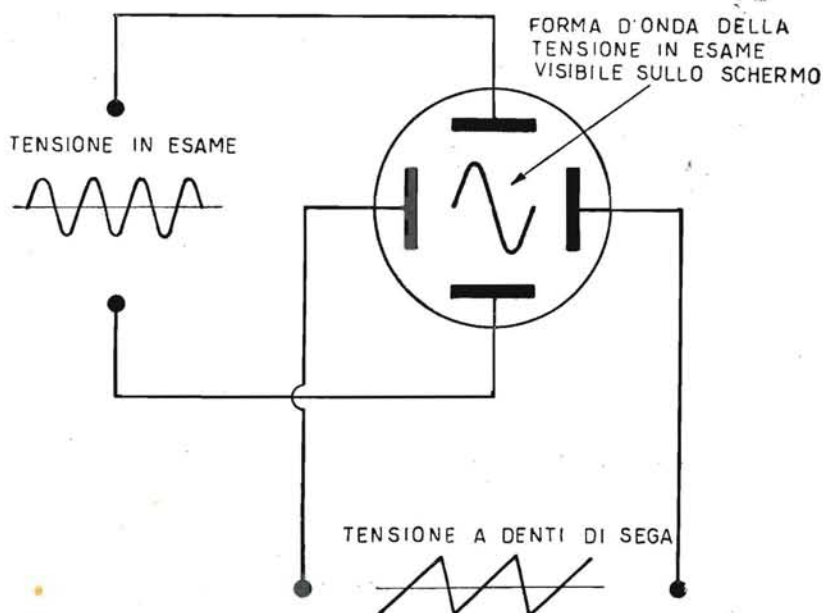 FORMA D'ONDA DELLA
TENSIONE IN ESAME
VISIBILE SULLO SCHERMO
TENSIONE IN ESAME
TENSIONE A DENTI DI SEGA